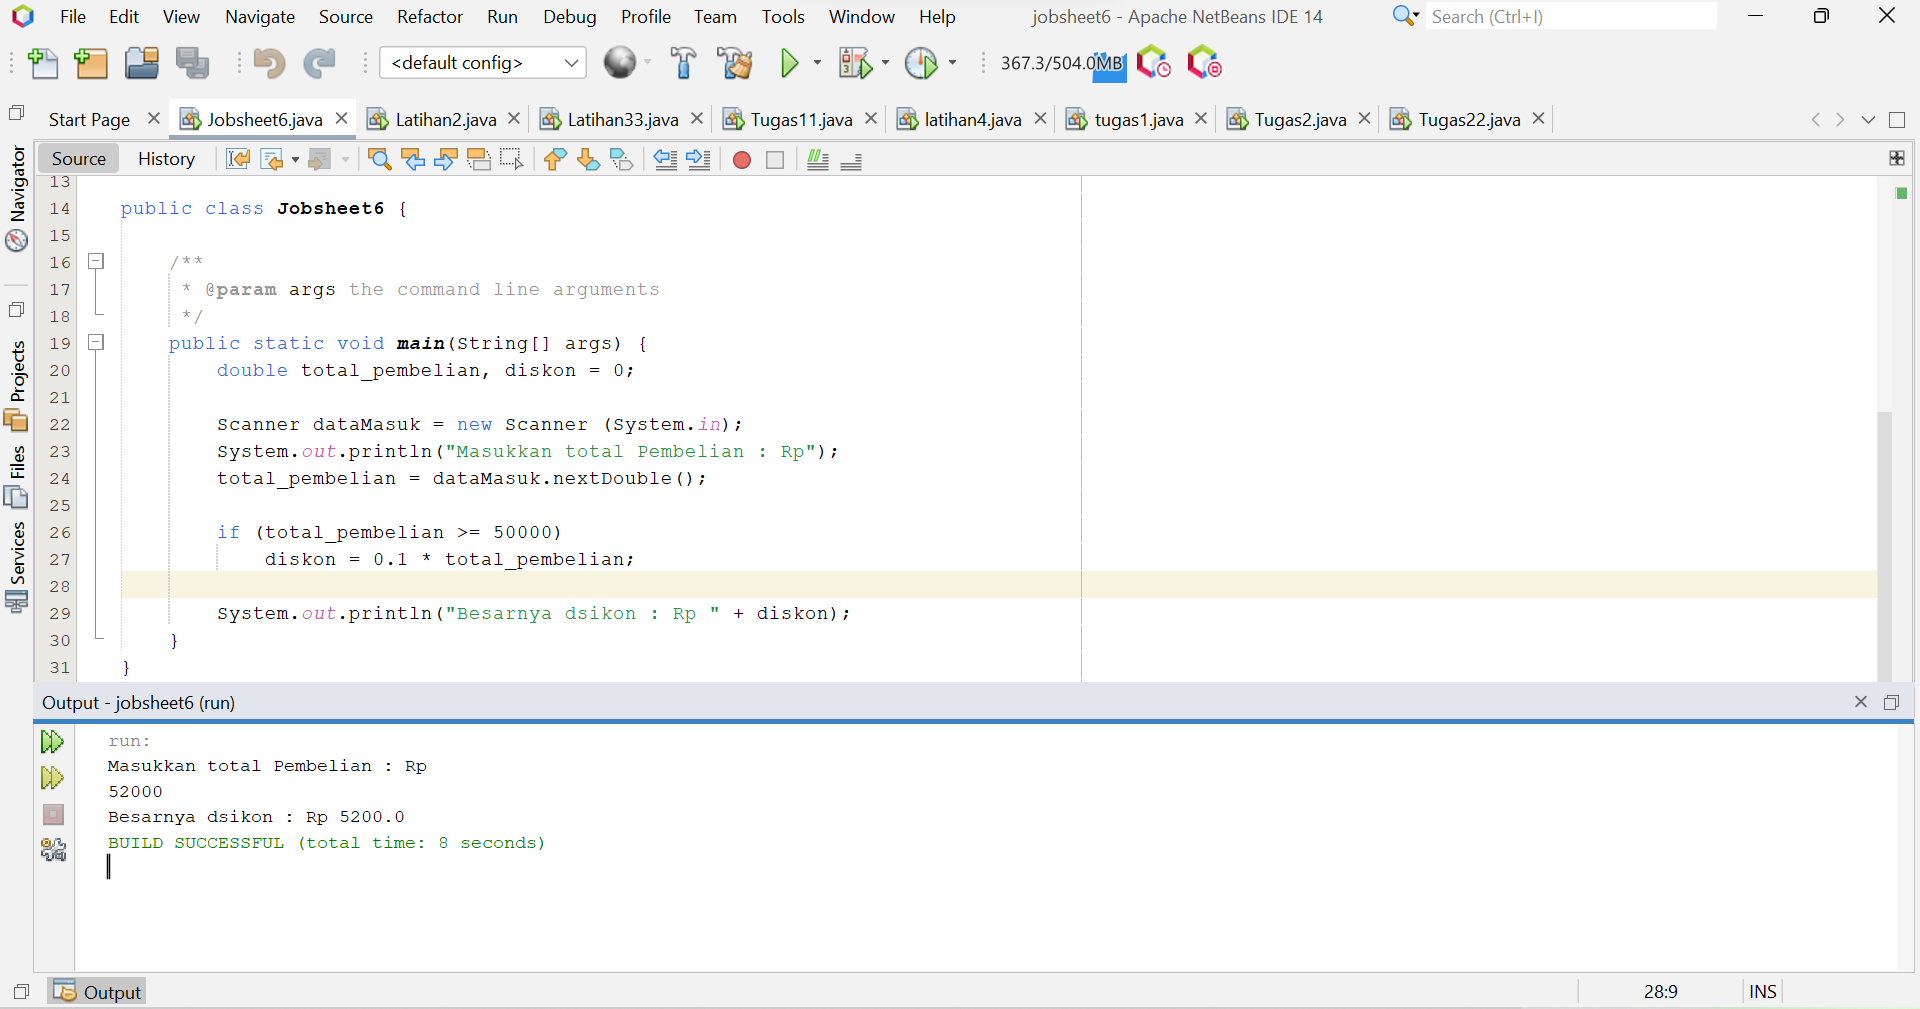 File Edit View Navigate Source Refactor Run Debug Profile Team Tools Window Help jobsheet6 - Apache NetBeans IDE 14 Search (Ctrl+I)
<default config> 367.3/504.0MB
Start Page Jobsheet6.java Latihan2.java Latihan33.java Tugas11.java latihan4.java tugas1.java Tugas2.java Tugas22.java
Source History
Navigator
Projects
Files
Services
13
14 public class Jobsheet6 {
15
16 /**
17 * @param args the command line arguments
18 */
19 public static void main(String[] args) {
20 double total_pembelian, diskon = 0;
21
22 Scanner dataMasuk = new Scanner (System.in);
23 System.out.println("Masukkan total Pembelian : Rp");
24 total_pembelian = dataMasuk.nextDouble();
25
26 if (total_pembelian >= 50000)
27 diskon = 0.1 * total_pembelian;
28
29 System.out.println("Besarnya dsikon : Rp " + diskon);
30 }
31 }
Output - jobsheet6 (run)
run:
Masukkan total Pembelian : Rp
52000
Besarnya dsikon : Rp 5200.0
BUILD SUCCESSFUL (total time: 8 seconds)
Output 28:9 INS